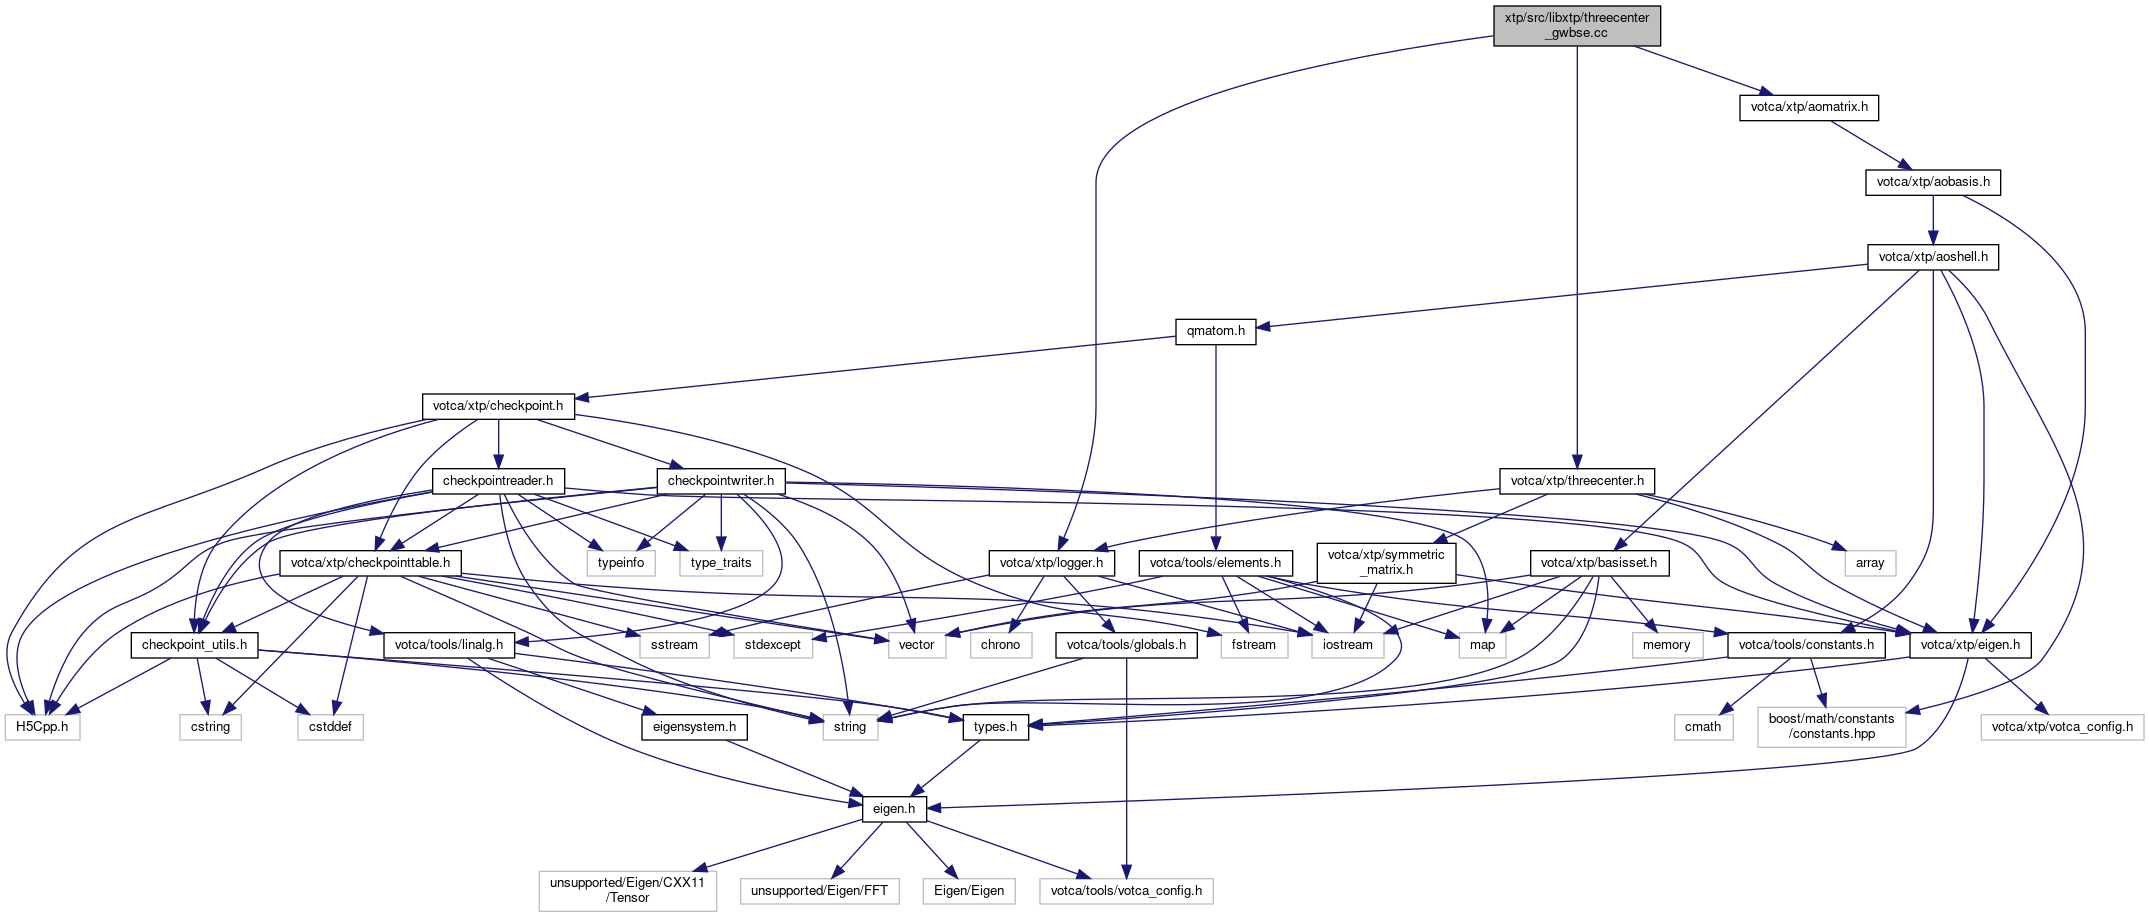 xtp/src/libxtp/threecenter
_gwbse.cc
votca/xtp/aomatrix.h
votca/xtp/aobasis.h
votca/xtp/aoshell.h
qmatom.h
votca/xtp/checkpoint.h
checkpointreader.h
checkpointwriter.h
votca/xtp/threecenter.h
votca/xtp/checkpointtable.h
typeinfo
type_traits
votca/xtp/logger.h
votca/tools/elements.h
votca/xtp/symmetric
_matrix.h
votca/xtp/basisset.h
array
checkpoint_utils.h
votca/tools/linalg.h
sstream
stdexcept
vector
chrono
votca/tools/globals.h
fstream
iostream
map
memory
votca/tools/constants.h
votca/xtp/eigen.h
H5Cpp.h
cstring
cstddef
eigensystem.h
string
types.h
cmath
boost/math/constants
/constants.hpp
votca/xtp/votca_config.h
eigen.h
unsupported/Eigen/CXX11
/Tensor
unsupported/Eigen/FFT
Eigen/Eigen
votca/tools/votca_config.h